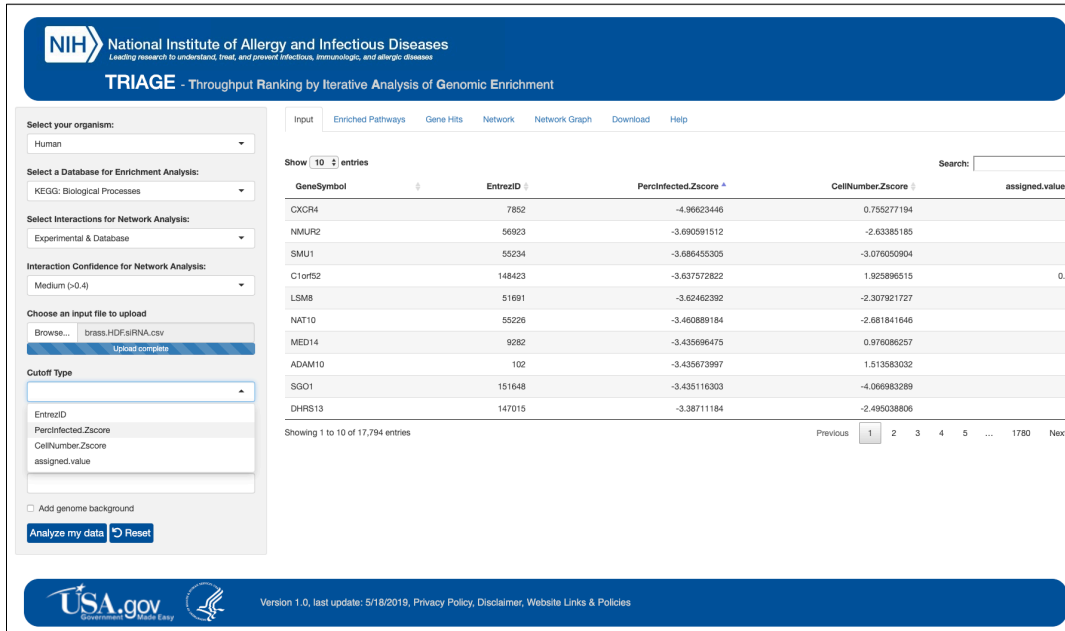 NIH National Institute of Allergy and Infectious Diseases
Leading research to understand, treat, and prevent infectious, immunologic, and allergic diseases
TRIAGE - Throughput Ranking by Iterative Analysis of Genomic Enrichment
Select your organism:
Human
Select a Database for Enrichment Analysis:
KEGG: Biological Processes
Select Interactions for Network Analysis:
Experimental & Database
Interaction Confidence for Network Analysis:
Medium (>0.4)
Choose an input file to upload
Browse... brass.HDF.siRNA.csv
Upload complete
Cutoff Type
EntrezID
PercInfected.Zscore
CellNumber.Zscore
assigned.value
Add genome background
Analyze my data Reset
Input Enriched Pathways Gene Hits Network Network Graph Download Help
Show 10 entries Search:
GeneSymbol EntrezID PercInfected.Zscore CellNumber.Zscore assigned.value
CXCR4 7852 -4.96623446 0.755277194
NMUR2 56923 -3.690591512 -2.63385185
SMU1 55234 -3.686455305 -3.076050904
C1orf52 148423 -3.637572822 1.925896515 0.
LSM8 51691 -3.62462392 -2.307921727
NAT10 55226 -3.460889184 -2.681841646
MED14 9282 -3.435696475 0.976086257
ADAM10 102 -3.435673997 1.513583032
SGO1 151648 -3.435116303 -4.066983289
DHRS13 147015 -3.38711184 -2.495038806
Showing 1 to 10 of 17,794 entries Previous 1 2 3 4 5 ... 1780 Next
USA.gov
Government Made Easy
Version 1.0, last update: 5/18/2019, Privacy Policy, Disclaimer, Website Links & Policies